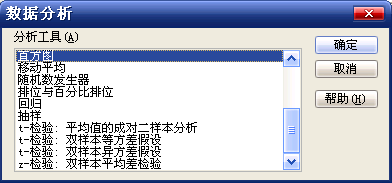 数据分析
分析工具(A)
直方图
移动平均
随机数发生器
排位与百分比排位
回归
抽样
t-检验: 平均值的成对二样本分析
t-检验: 双样本等方差假设
t-检验: 双样本异方差假设
z-检验: 双样本平均差检验
确定
取消
帮助(H)